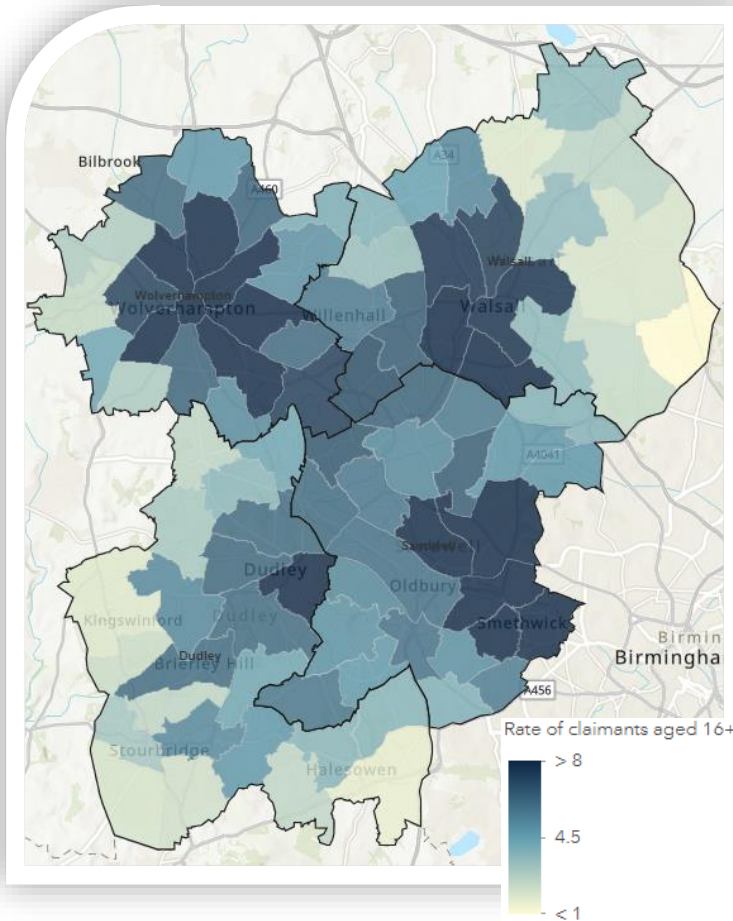 A34
Bilbrook
A460
Walsall
Wolverhampton
Wolverhampton
Walsall
Willenhall
A4041
Sandwell
Dudley
Oldbury
Kingswinford
Dudley
Smethwick
Dudley
Brierley Hill
Birmin
Birmingha
A456
Rate of claimants aged 16+
> 8
Stourbridge
Halesowen
4.5
< 1